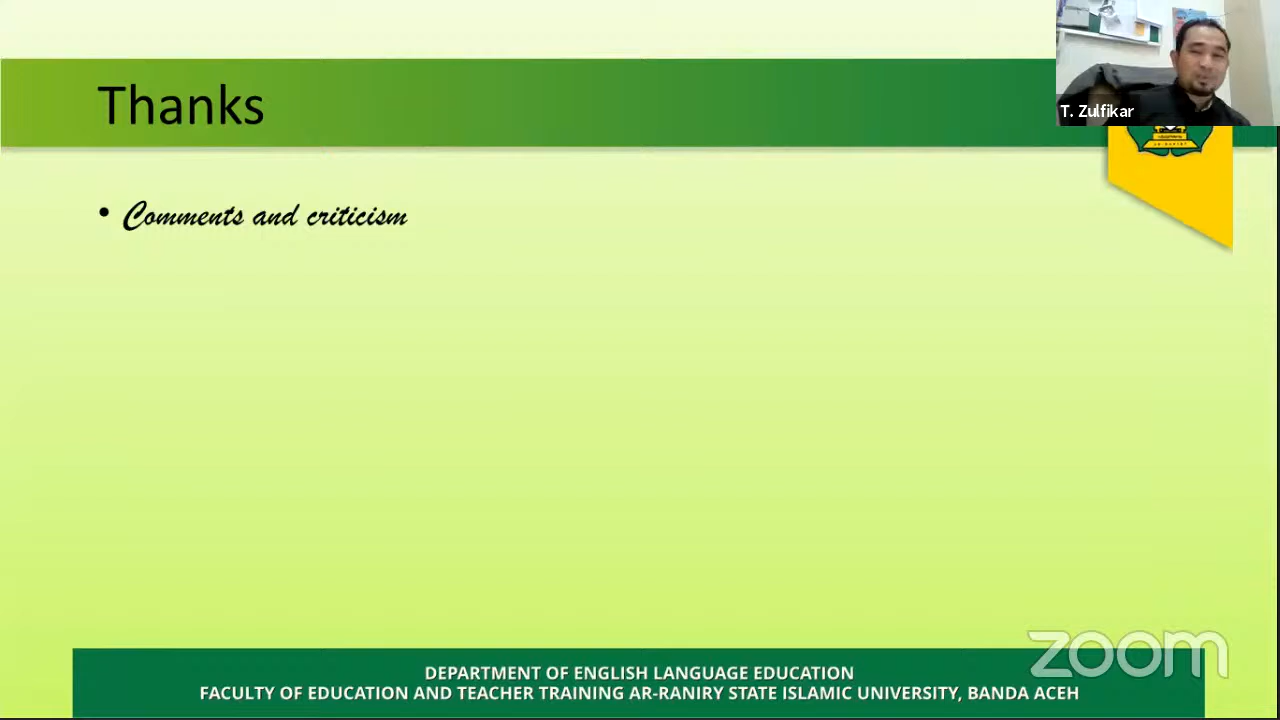 Thanks
T. Zulfikar
• Comments and criticism
zoom
DEPARTMENT OF ENGLISH LANGUAGE EDUCATION
FACULTY OF EDUCATION AND TEACHER TRAINING AR-RANIRY STATE ISLAMIC UNIVERSITY, BANDA ACEH